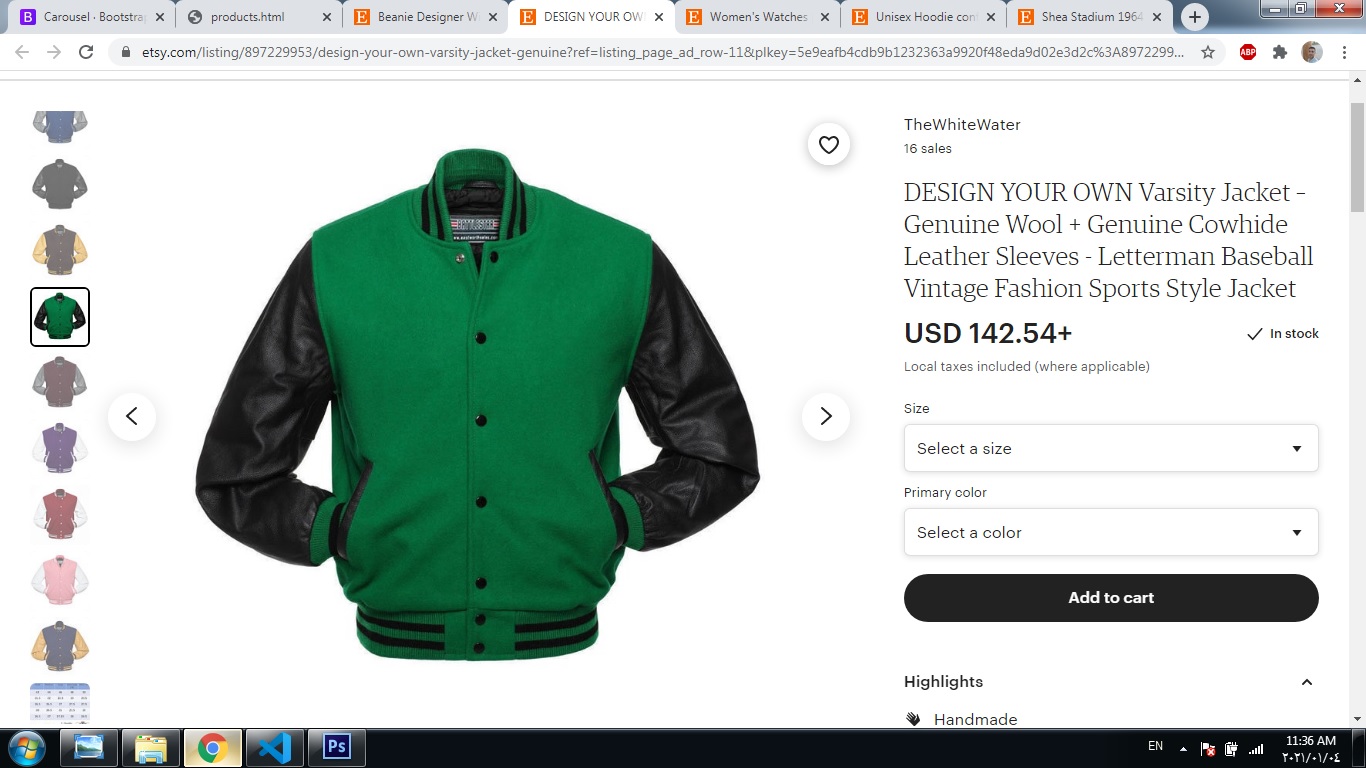 Carousel · Bootstrap
products.html
Beanie Designer Wi
DESIGN YOUR OWN
Women's Watches
Unisex Hoodie con
Shea Stadium 1964
etsy.com/listing/897229953/design-your-own-varsity-jacket-genuine?ref=listing_page_ad_row-11&plkey=5e9eafb4cdb9b1232363a9920f48eda9d02e3d2c%3A8972299...
ABP
TheWhiteWater
16 sales
DESIGN YOUR OWN Varsity Jacket -
Genuine Wool + Genuine Cowhide
Leather Sleeves - Letterman Baseball
Vintage Fashion Sports Style Jacket
USD 142.54+
In stock
Local taxes included (where applicable)
Size
Select a size
Primary color
Select a color
Add to cart
Highlights
Handmade
Ps
EN
11:36 AM
٢٠٢١/٠١/٠٤